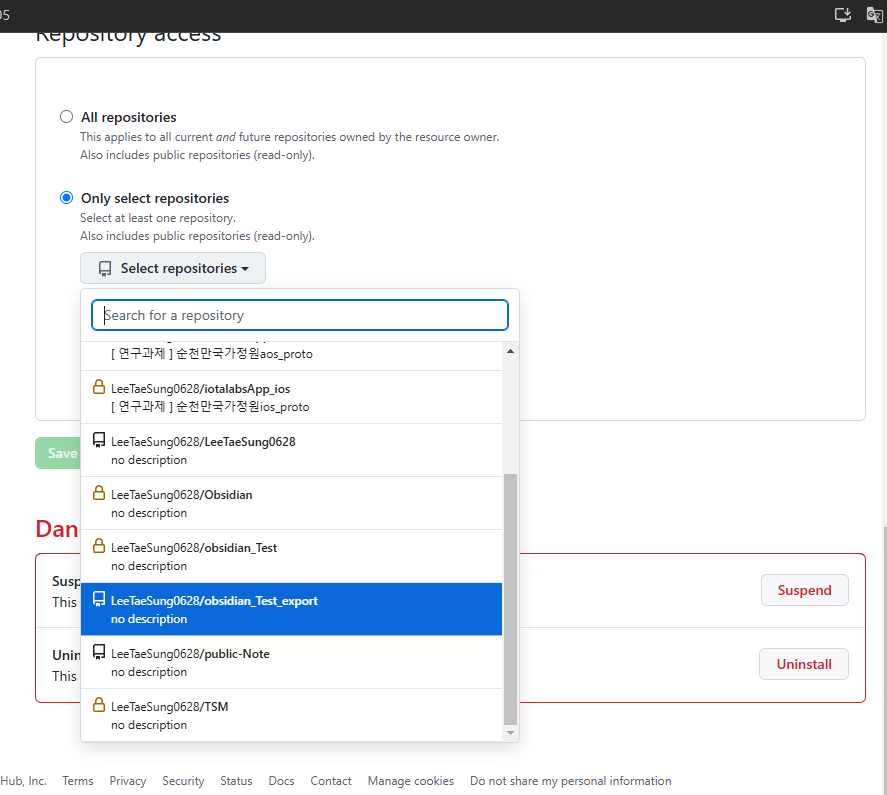 05
Repository access
All repositories
This applies to all current and future repositories owned by the resource owner.
Also includes public repositories (read-only).
Only select repositories
Select at least one repository.
Also includes public repositories (read-only).
Select repositories
Search for a repository
[ 연구과제 ] 순천만국가정원aos_proto
LeeTaeSung0628/iotalabsApp_ios
[ 연구과제 ] 순천만국가정원ios_proto
LeeTaeSung0628/LeeTaeSung0628
no description
LeeTaeSung0628/Obsidian
no description
LeeTaeSung0628/obsidian_Test
no description
LeeTaeSung0628/obsidian_Test_export
no description
LeeTaeSung0628/public-Note
no description
LeeTaeSung0628/TSM
no description
Save
Dan
Susp
This
Suspend
Unin
This
Uninstall
Hub, Inc.
Terms
Privacy
Security
Status
Docs
Contact
Manage cookies
Do not share my personal information